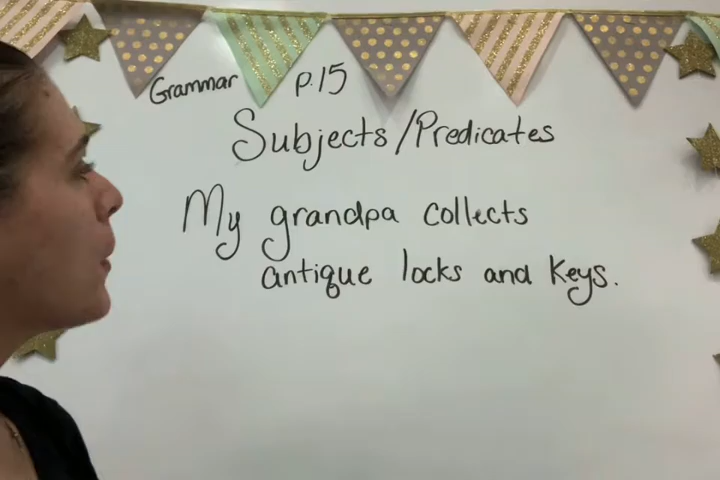 Grammar p.15
Subjects/Predicates
My grandpa collects
antique locks and keys.